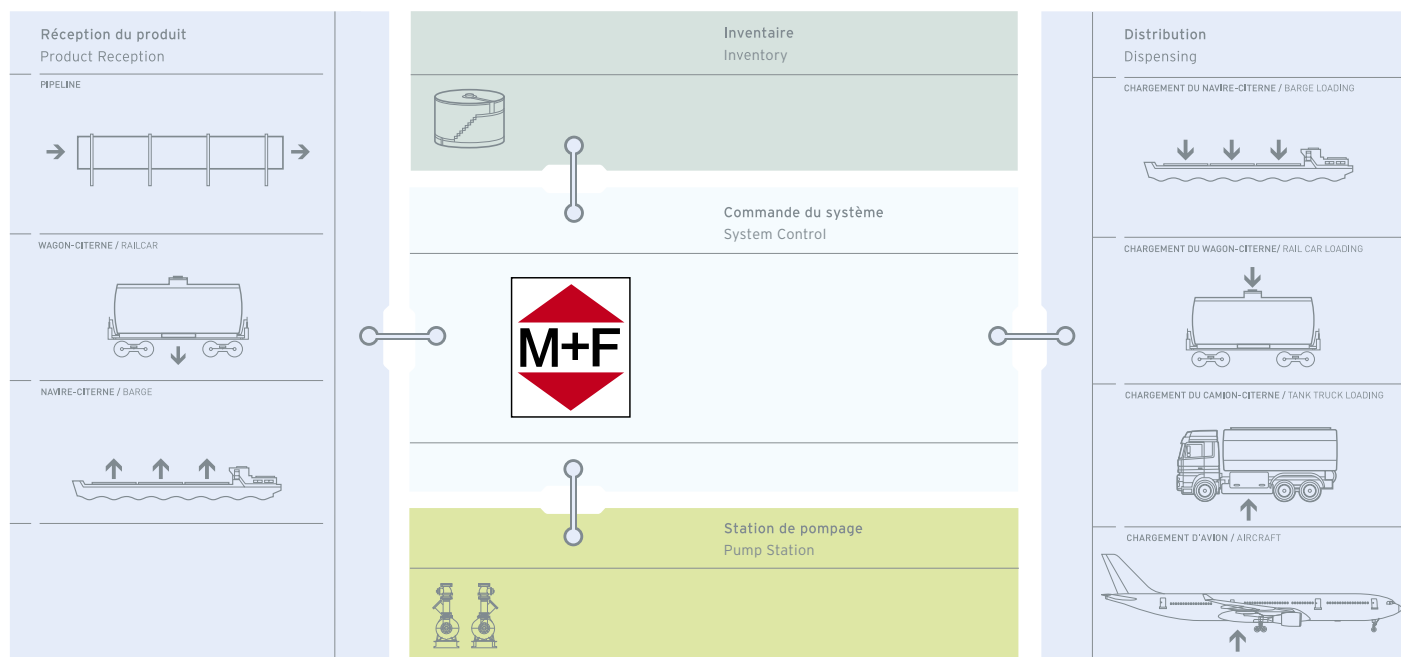 Réception du produit
Product Reception
PIPELINE
WAGON-CITERNE / RAILCAR
NAVIRE-CITERNE / BARGE
Inventaire
Inventory
Commande du système
System Control
M+F
Station de pompage
Pump Station
Distribution
Dispensing
CHARGEMENT DU NAVIRE-CITERNE / BARGE LOADING
CHARGEMENT DU WAGON-CITERNE/ RAIL CAR LOADING
CHARGEMENT DU CAMION-CITERNE / TANK TRUCK LOADING
CHARGEMENT D'AVION / AIRCRAFT